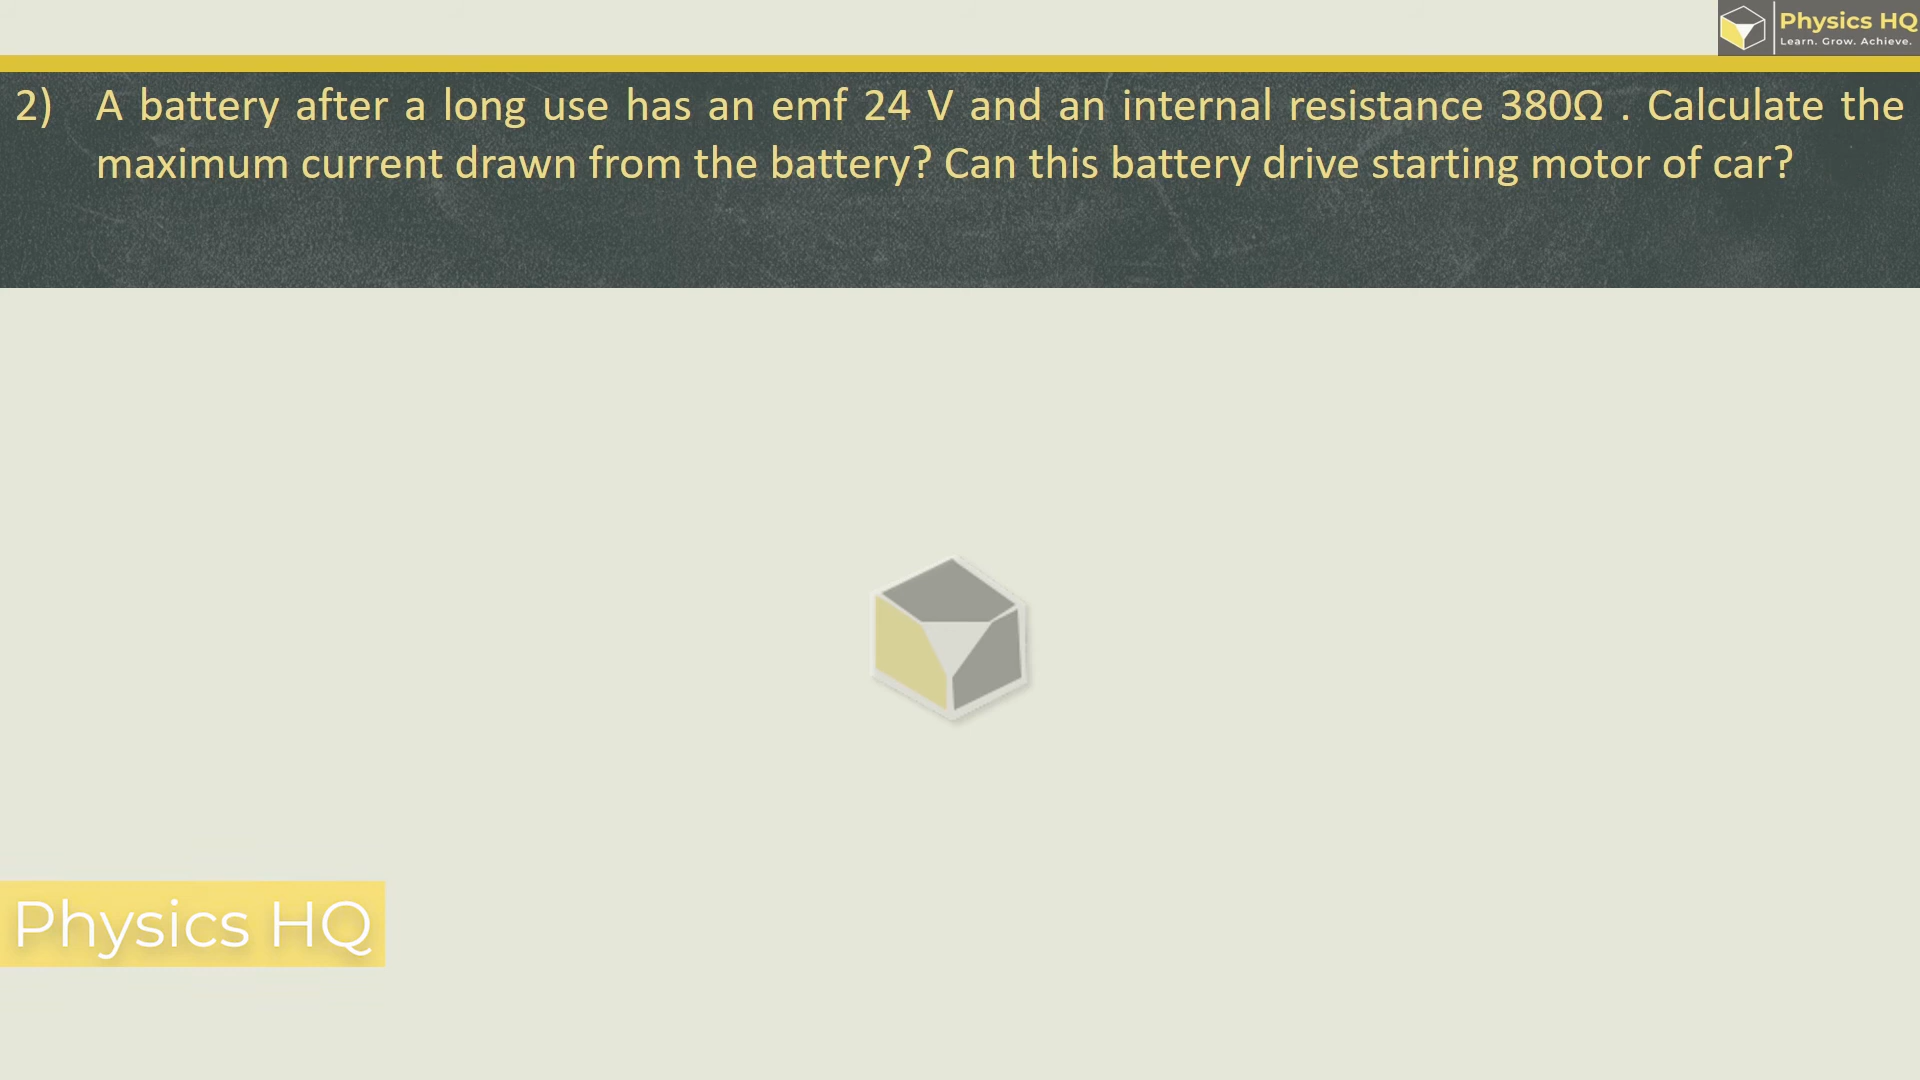 Physics HQ
Learn. Grow. Achieve.
2) A battery after a long use has an emf 24 V and an internal resistance 380Ω . Calculate the
maximum current drawn from the battery? Can this battery drive starting motor of car?
Physics HQ